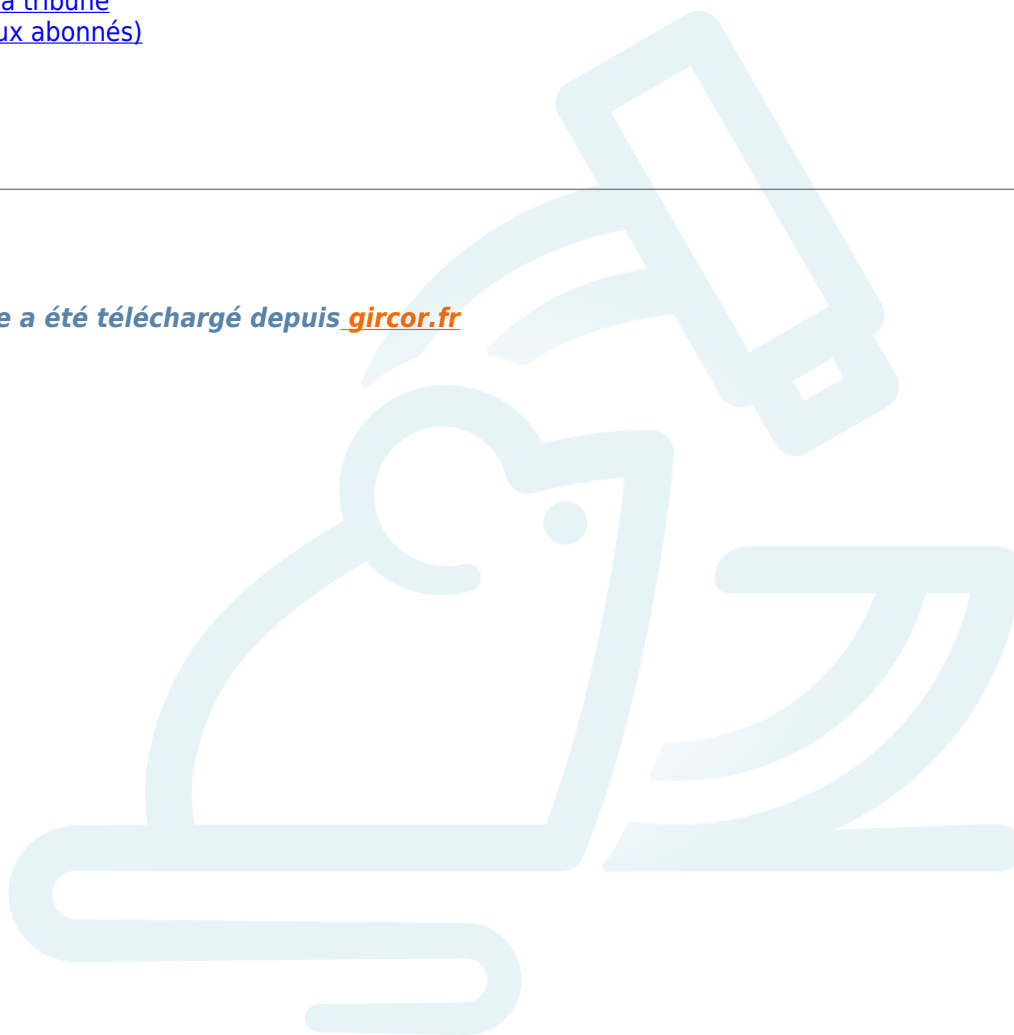 a tribune
ux abonnés)
e a été téléchargé depuis gircor.fr